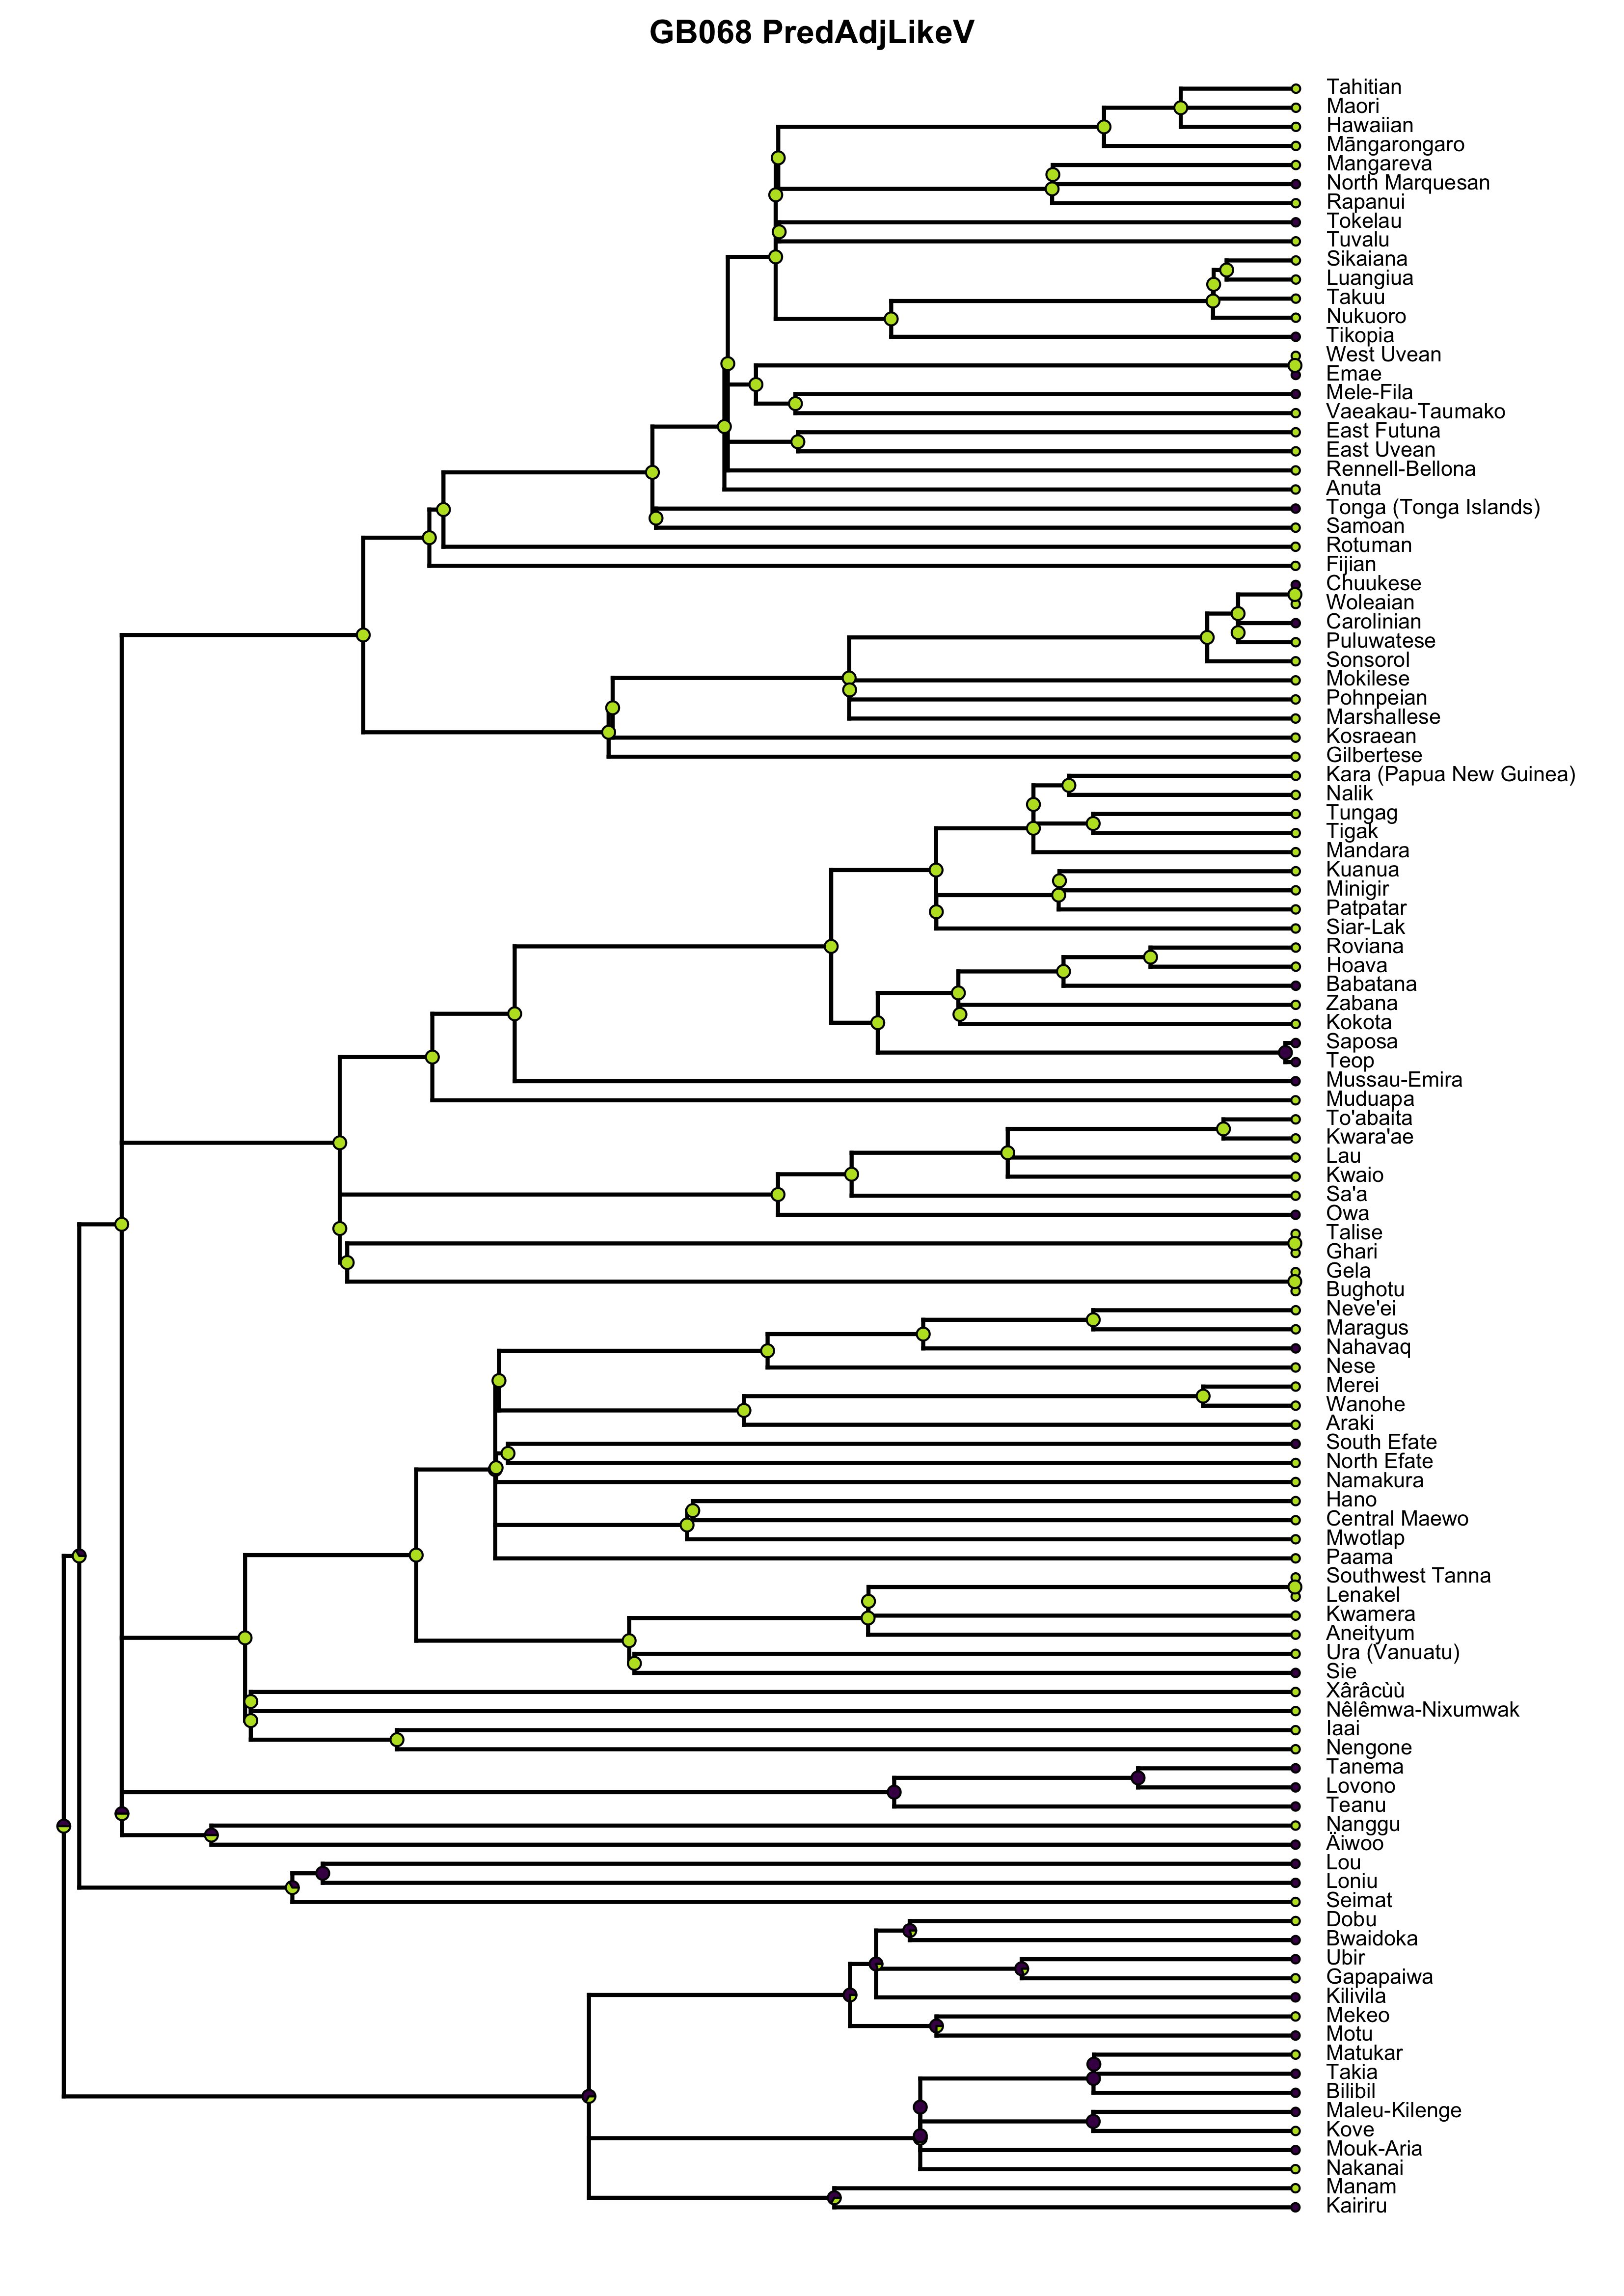 GB068 PredAdjLikeV
Tahitian
Maori
Hawaiian
Māngarongaro
Mangareva
North Marquesan
Rapanui
Tokelau
Tuvalu
Sikaiana
Luangiua
Takuu
Nukuoro
Tikopia
West Uvean
Emae
Mele-Fila
Vaeakau-Taumako
East Futuna
East Uvean
Rennell-Bellona
Anuta
Tonga (Tonga Islands)
Samoan
Rotuman
Fijian
Chuukese
Woleaian
Carolinian
Puluwatese
Sonsorol
Mokilese
Pohnpeian
Marshallese
Kosraean
Gilbertese
Kara (Papua New Guinea)
Nalik
Tungag
Tigak
Mandara
Kuanua
Minigir
Patpatar
Siar-Lak
Roviana
Hoava
Babatana
Zabana
Kokota
Saposa
Teop
Mussau-Emira
Muduapa
To'abaita
Kwara'ae
Lau
Kwaio
Sa'a
Owa
Talise
Ghari
Gela
Bughotu
Neve'ei
Maragus
Nahavaq
Nese
Merei
Wanohe
Araki
South Efate
North Efate
Namakura
Hano
Central Maewo
Mwotlap
Paama
Southwest Tanna
Lenakel
Kwamera
Aneityum
Ura (Vanuatu)
Sie
Xârâcùù
Nêlêmwa-Nixumwak
Iaai
Nengone
Tanema
Lovono
Teanu
Nanggu
Äiwoo
Lou
Loniu
Seimat
Dobu
Bwaidoka
Ubir
Gapapaiwa
Kilivila
Mekeo
Motu
Matukar
Takia
Bilibil
Maleu-Kilenge
Kove
Mouk-Aria
Nakanai
Manam
Kairiru